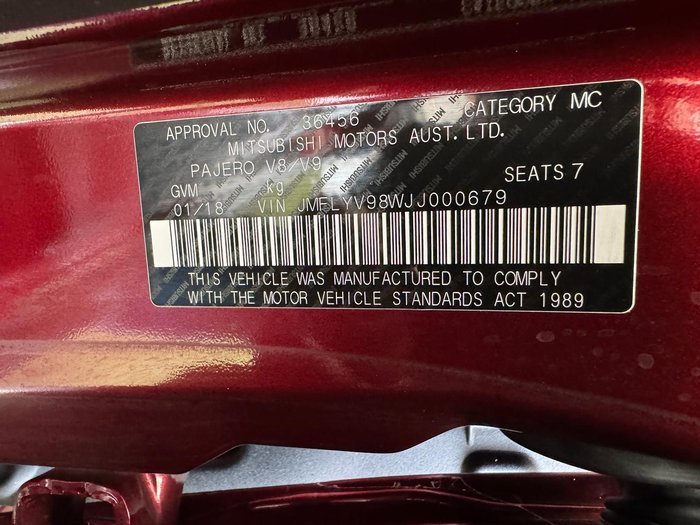 APPROVAL NO. 36456 CATEGORY MC
MITSUBISHI MOTORS AUST. LTD.
PAJERO V8/V9 SEATS 7
GVM kg
01/18 VIN JMFLYV98WJJ000679
THIS VEHICLE WAS MANUFACTURED TO COMPLY
WITH THE MOTOR VEHICLE STANDARDS ACT 1989